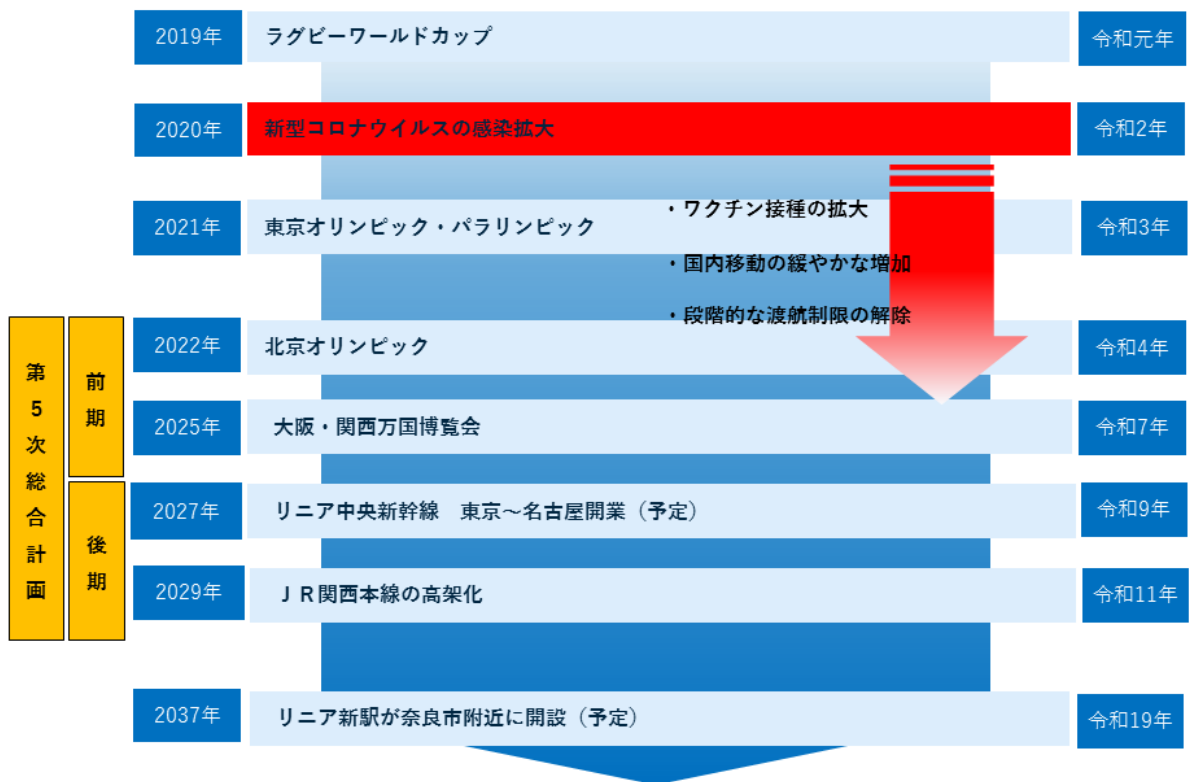 2019年 ラグビーワールドカップ 令和元年
2020年 新型コロナウイルスの感染拡大 令和2年
・ワクチン接種の拡大
2021年 東京オリンピック・パラリンピック 令和3年
・国内移動の緩やかな増加
・段階的な渡航制限の解除
2022年 北京オリンピック 令和4年
2025年 大阪・関西万国博覧会 令和7年
2027年 リニア中央新幹線 東京~名古屋開業(予定) 令和9年
2029年 JR関西本線の高架化 令和11年
2037年 リニア新駅が奈良市附近に開設(予定) 令和19年
第5次総合計画
前期
後期